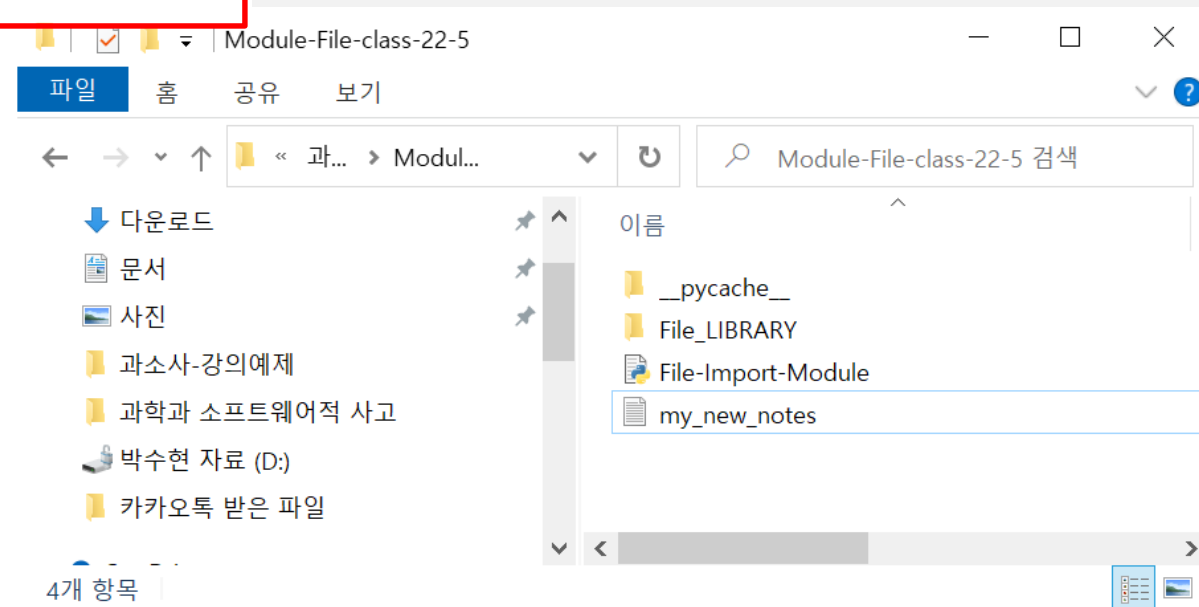 Module-File-class-22-5
파일 홈 공유 보기
« 과... > Modul... Module-File-class-22-5 검색
다운로드
문서
사진
과소사-강의예제
과학과 소프트웨어적 사고
박수현 자료 (D:)
카카오톡 받은 파일
이름
__pycache__
File_LIBRARY
File-Import-Module
my_new_notes
4개 항목